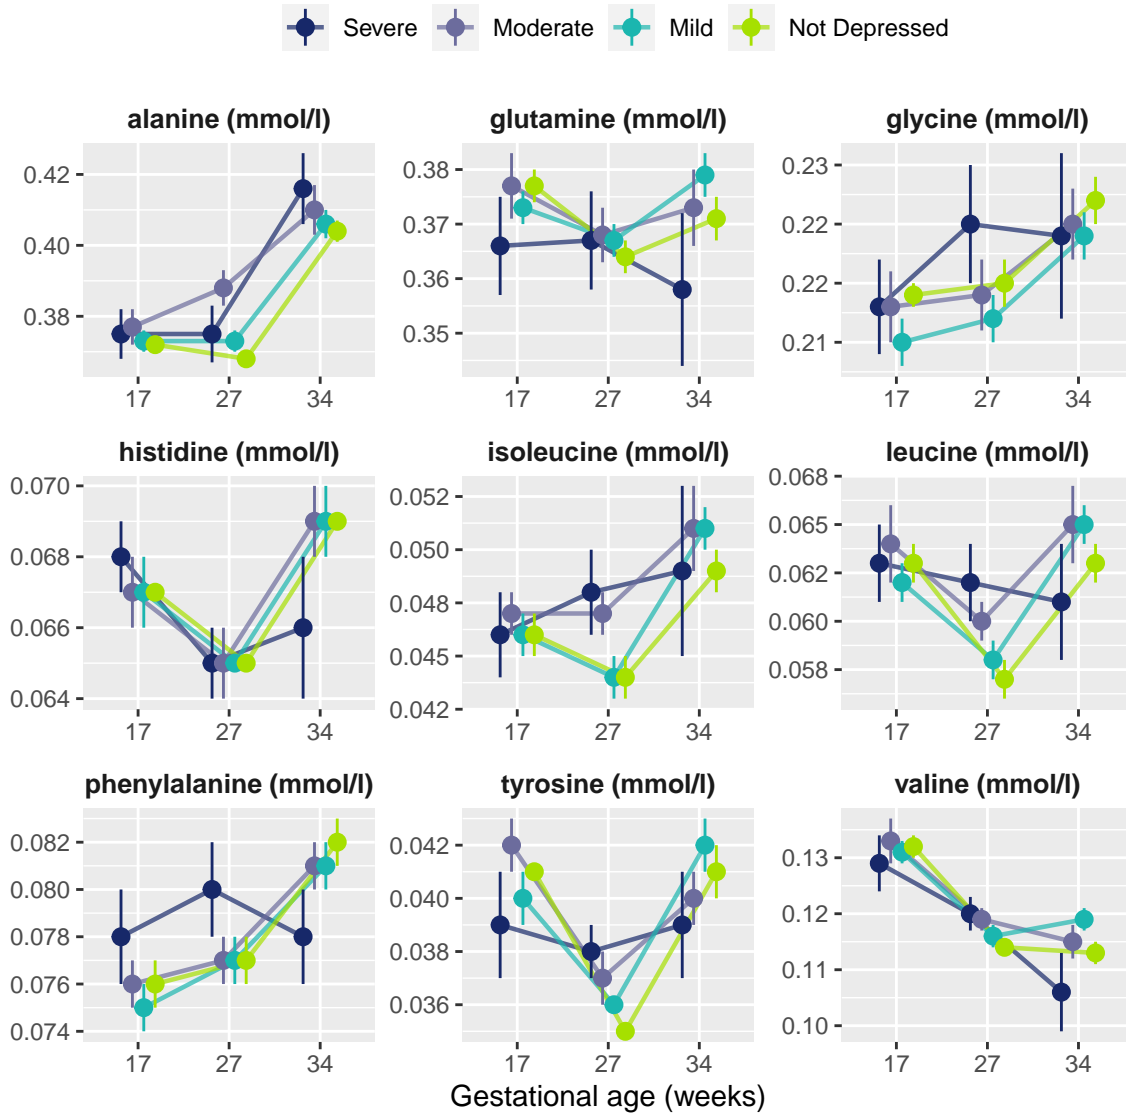 Severe Moderate Mild Not Depressed
alanine (mmol/l) glutamine (mmol/l) glycine (mmol/l)
0.42
0.40
0.38
17 27 34
0.38
0.37
0.36
0.35
17 27 34
0.23
0.22
0.22
0.21
17 27 34
histidine (mmol/l) isoleucine (mmol/l) leucine (mmol/l)
0.070
0.068
0.066
0.064
17 27 34
0.052
0.050
0.048
0.045
0.042
17 27 34
0.068
0.065
0.062
0.060
0.058
17 27 34
phenylalanine (mmol/l) tyrosine (mmol/l) valine (mmol/l)
0.082
0.080
0.078
0.076
0.074
17 27 34
0.042
0.040
0.038
0.036
17 27 34
0.13
0.12
0.11
0.10
17 27 34
Gestational age (weeks)